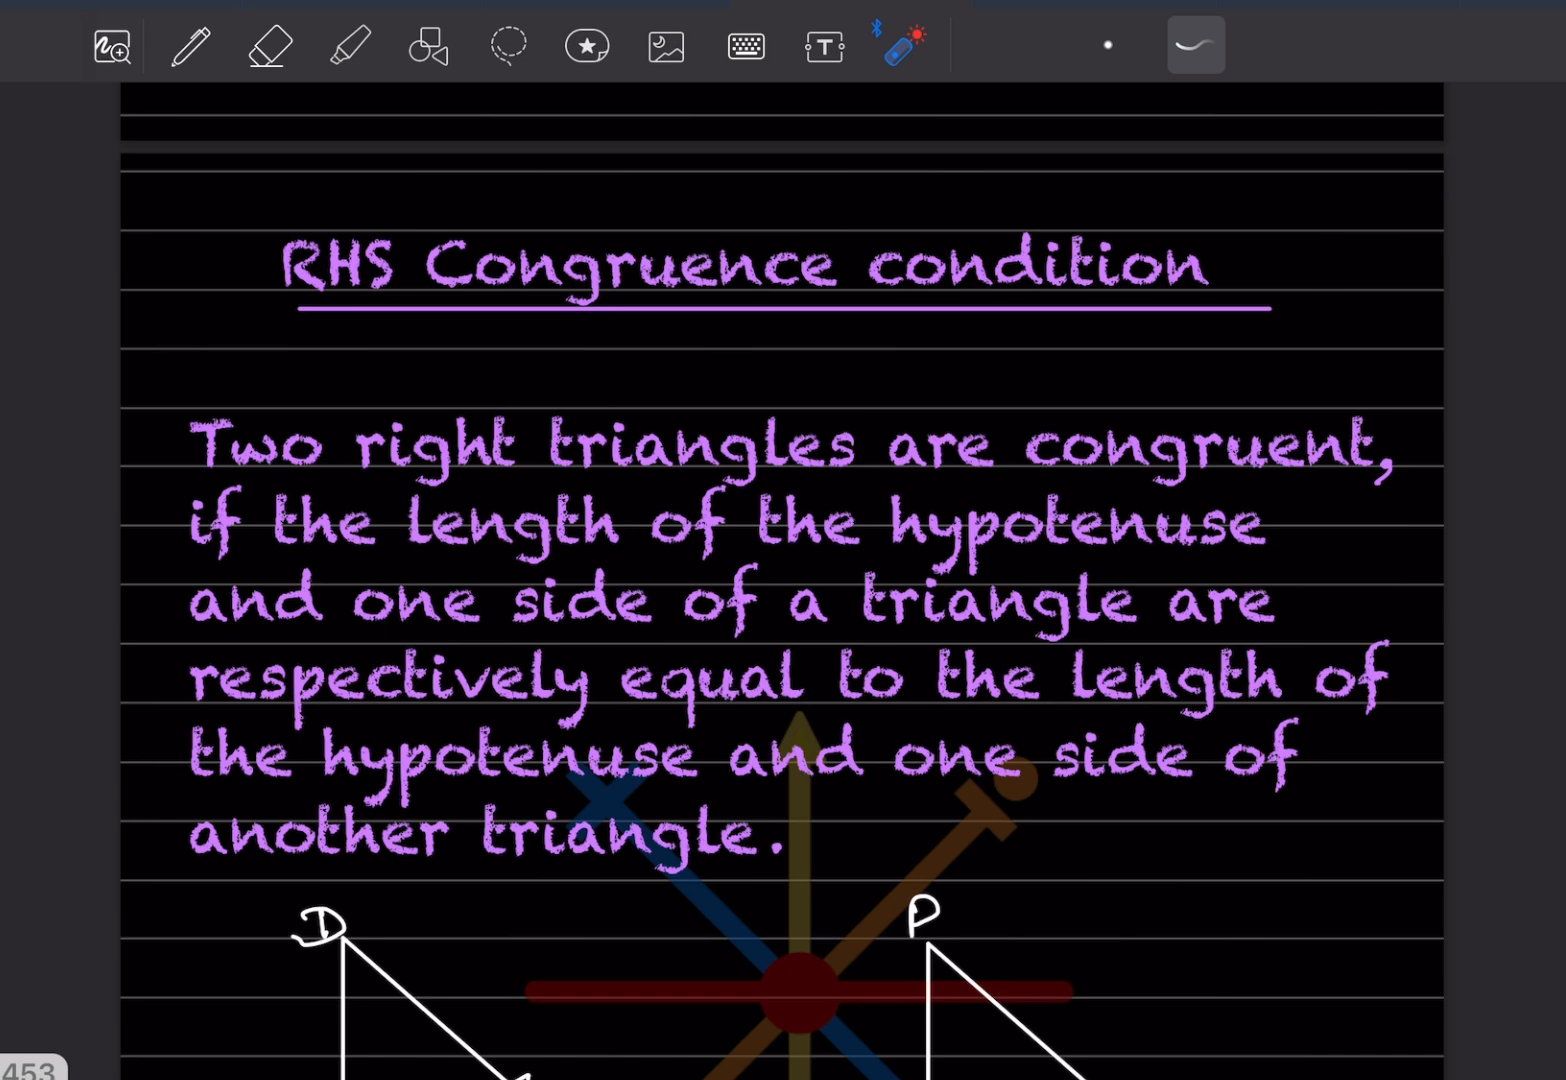 RHS Congruence condition
Two right triangles are congruent,
if the length of the hypotenuse
and one side of a triangle are
respectively equal to the length of
the hypotenuse and one side of
another triangle.
D P
453